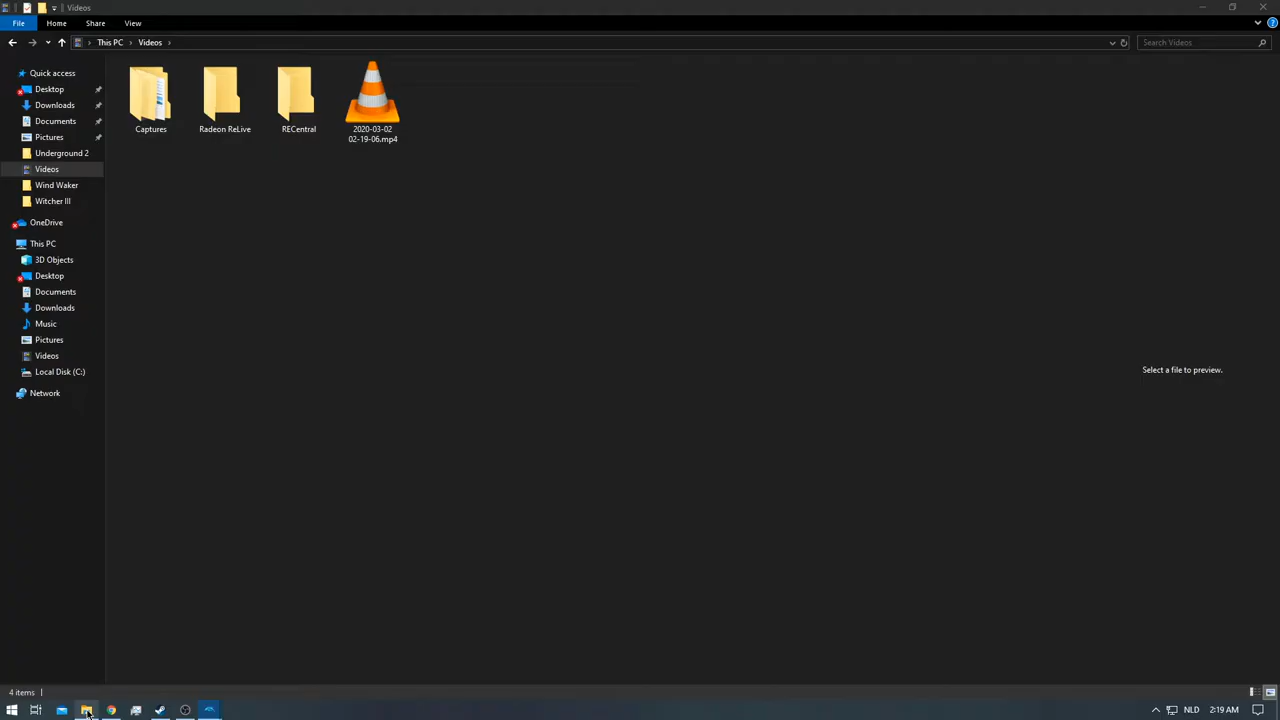 Videos
File
Home
Share
View
This PC
Videos
Search Videos
Quick access
Desktop
Downloads
Documents
Pictures
Underground 2
Videos
Wind Waker
Witcher III
OneDrive
This PC
3D Objects
Desktop
Documents
Downloads
Music
Pictures
Videos
Local Disk (C:)
Network
Captures
Radeon ReLive
RECentral
2020-03-02
02-19-06.mp4
Select a file to preview.
4 items
NLD
2:19 AM